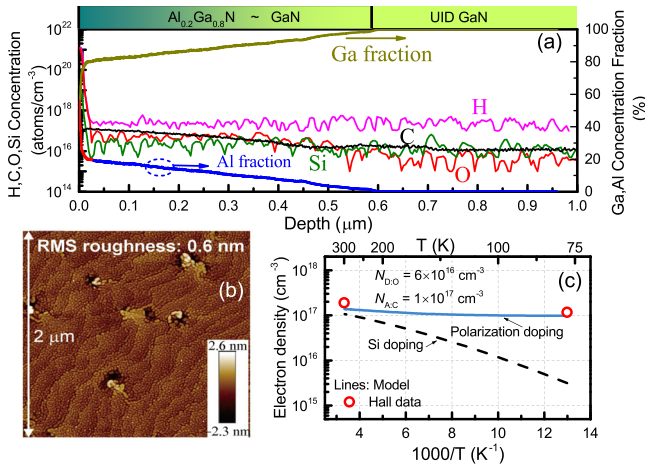 Al0.2Ga0.8N ~ GaN
UID GaN
H,C,O,Si Concentration
(atoms/cm-3)
10^22
10^20
10^18
10^16
10^14
(a)
Ga fraction
H
C
Si
O
Al fraction
100
80
60
40
20
0
Ga,Al Concentration Fraction
(%)
0.0 0.1 0.2 0.3 0.4 0.5 0.6 0.7 0.8 0.9 1.0
Depth (μm)
RMS roughness: 0.6 nm
(b)
2 μm
2.6 nm
-2.3 nm
T (K)
300 200 100 75
Electron density (cm-3)
10^18
10^17
10^16
10^15
(c)
N_D:O = 6×10^16 cm-3
N_A:C = 1×10^17 cm-3
Polarization doping
Si doping
Lines: Model
Hall data
4 6 8 10 12 14
1000/T (K-1)